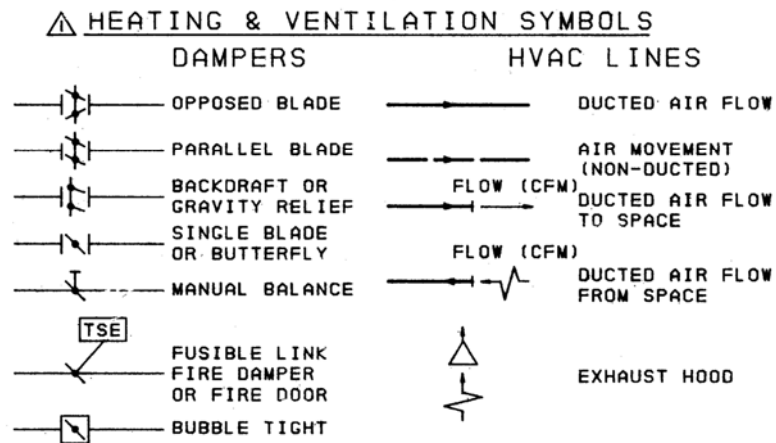 1 HEATING & VENTILATION SYMBOLS
DAMPERS
OPPOSED BLADE
PARALLEL BLADE
BACKDRAFT OR
GRAVITY RELIEF
SINGLE BLADE
OR BUTTERFLY
MANUAL BALANCE
TSE
FUSIBLE LINK
FIRE DAMPER
OR FIRE DOOR
BUBBLE TIGHT
HVAC LINES
DUCTED AIR FLOW
AIR MOVEMENT
(NON-DUCTED)
FLOW (CFM)
DUCTED AIR FLOW
TO SPACE
FLOW (CFM)
DUCTED AIR FLOW
FROM SPACE
EXHAUST HOOD